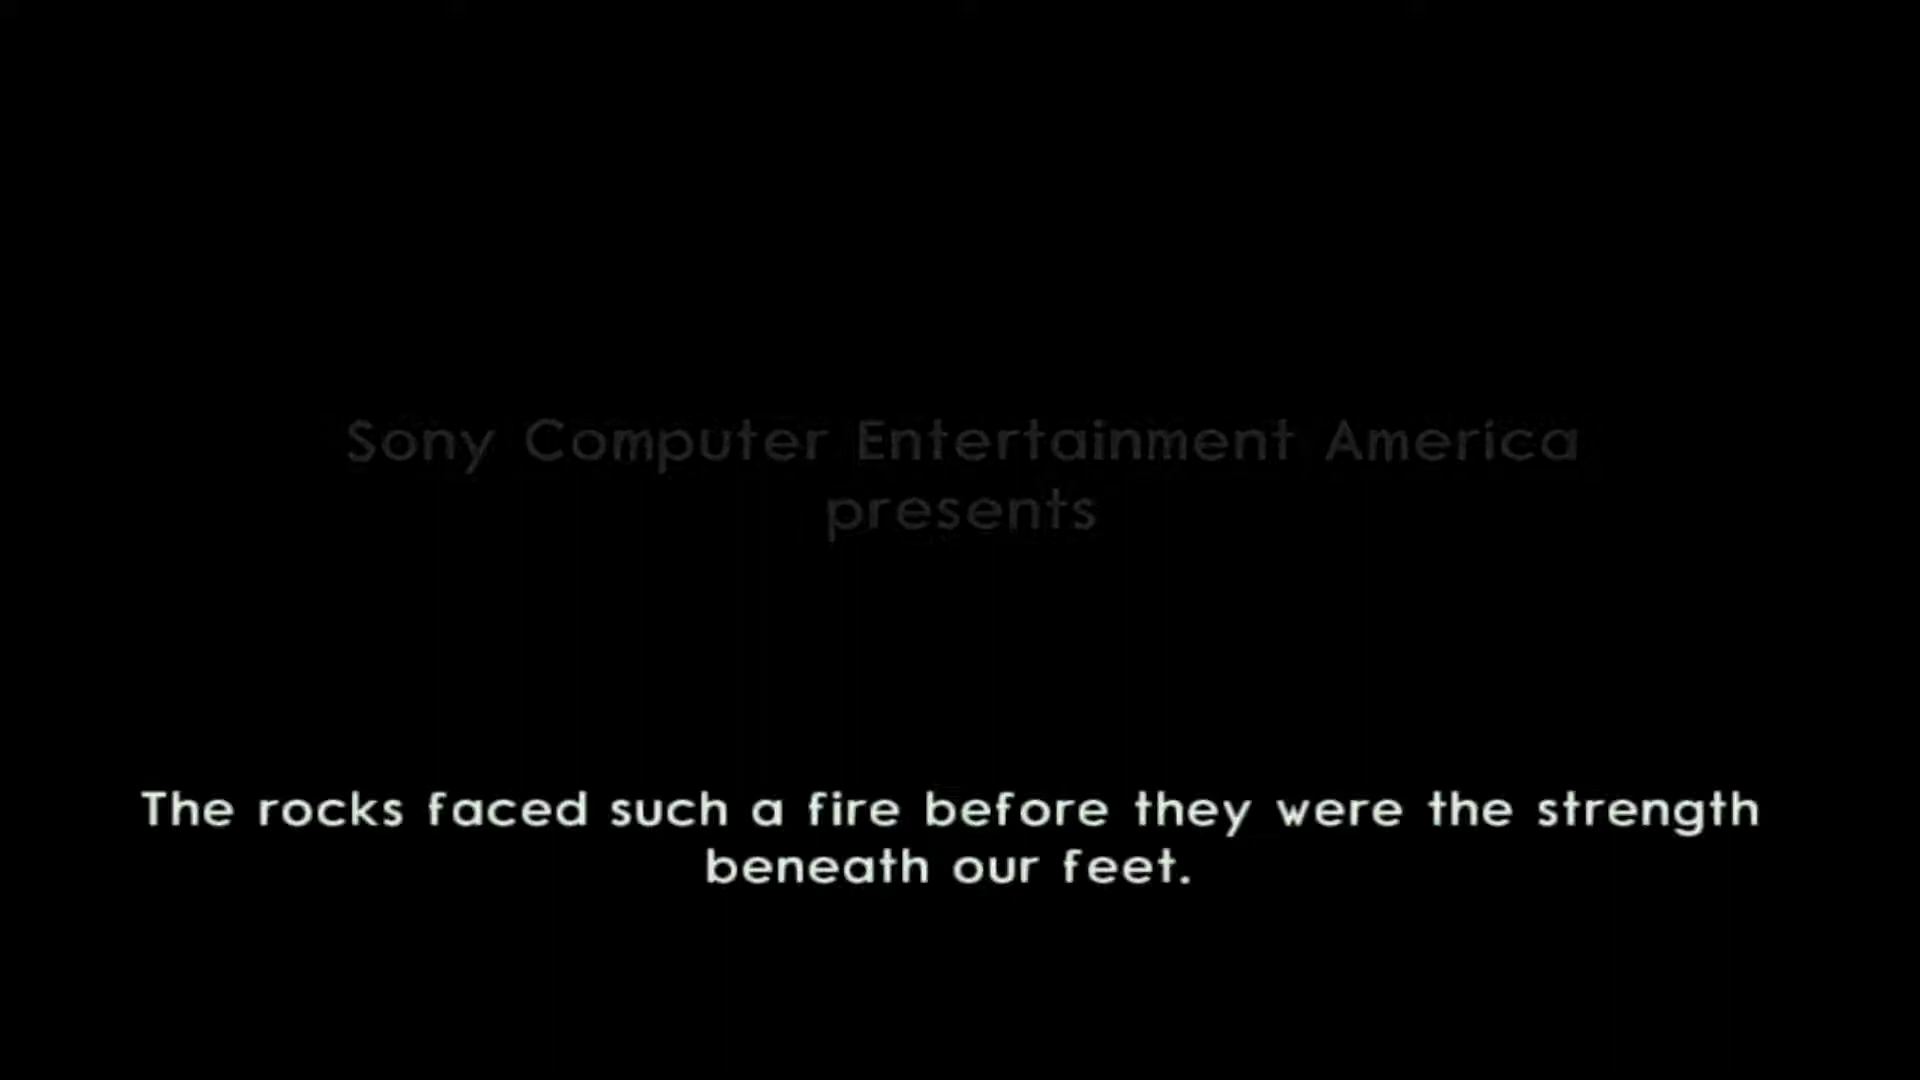 Sony Computer Entertainment America
presents
The rocks faced such a fire before they were the strength
beneath our feet.